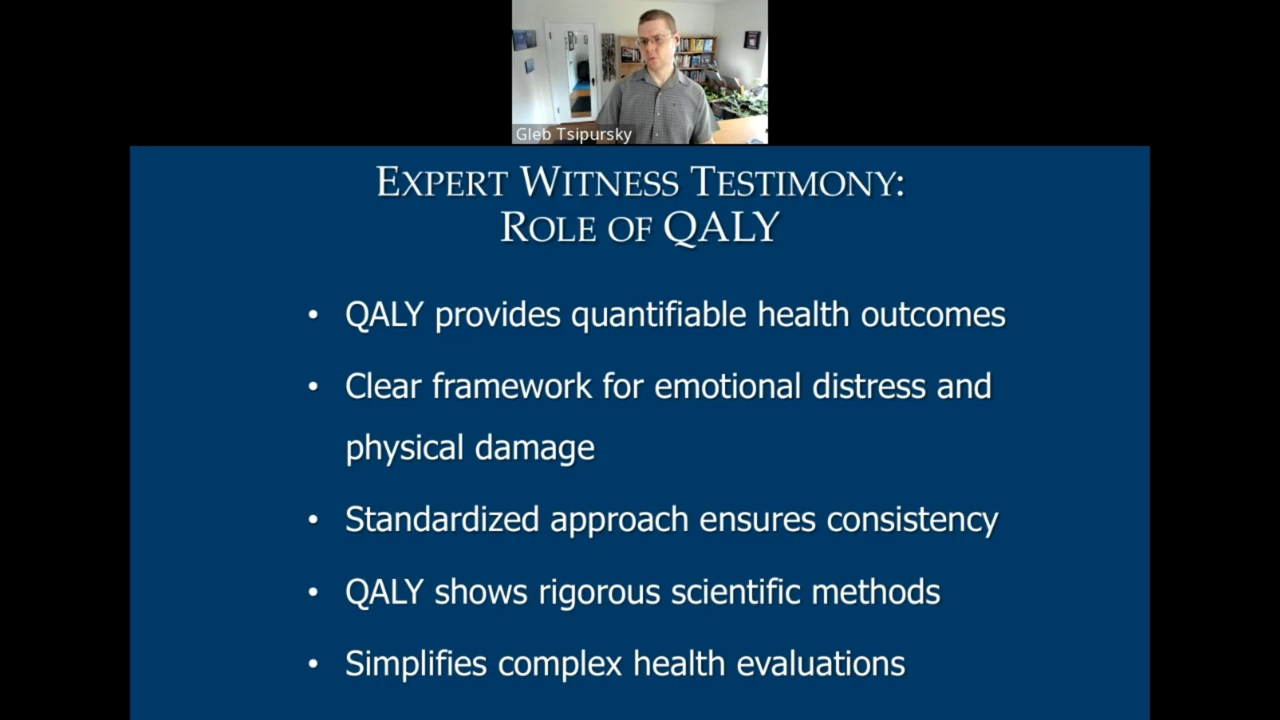 Gleb Tsipursky
EXPERT WITNESS TESTIMONY:
ROLE OF QALY
• QALY provides quantifiable health outcomes
• Clear framework for emotional distress and
physical damage
• Standardized approach ensures consistency
• QALY shows rigorous scientific methods
• Simplifies complex health evaluations